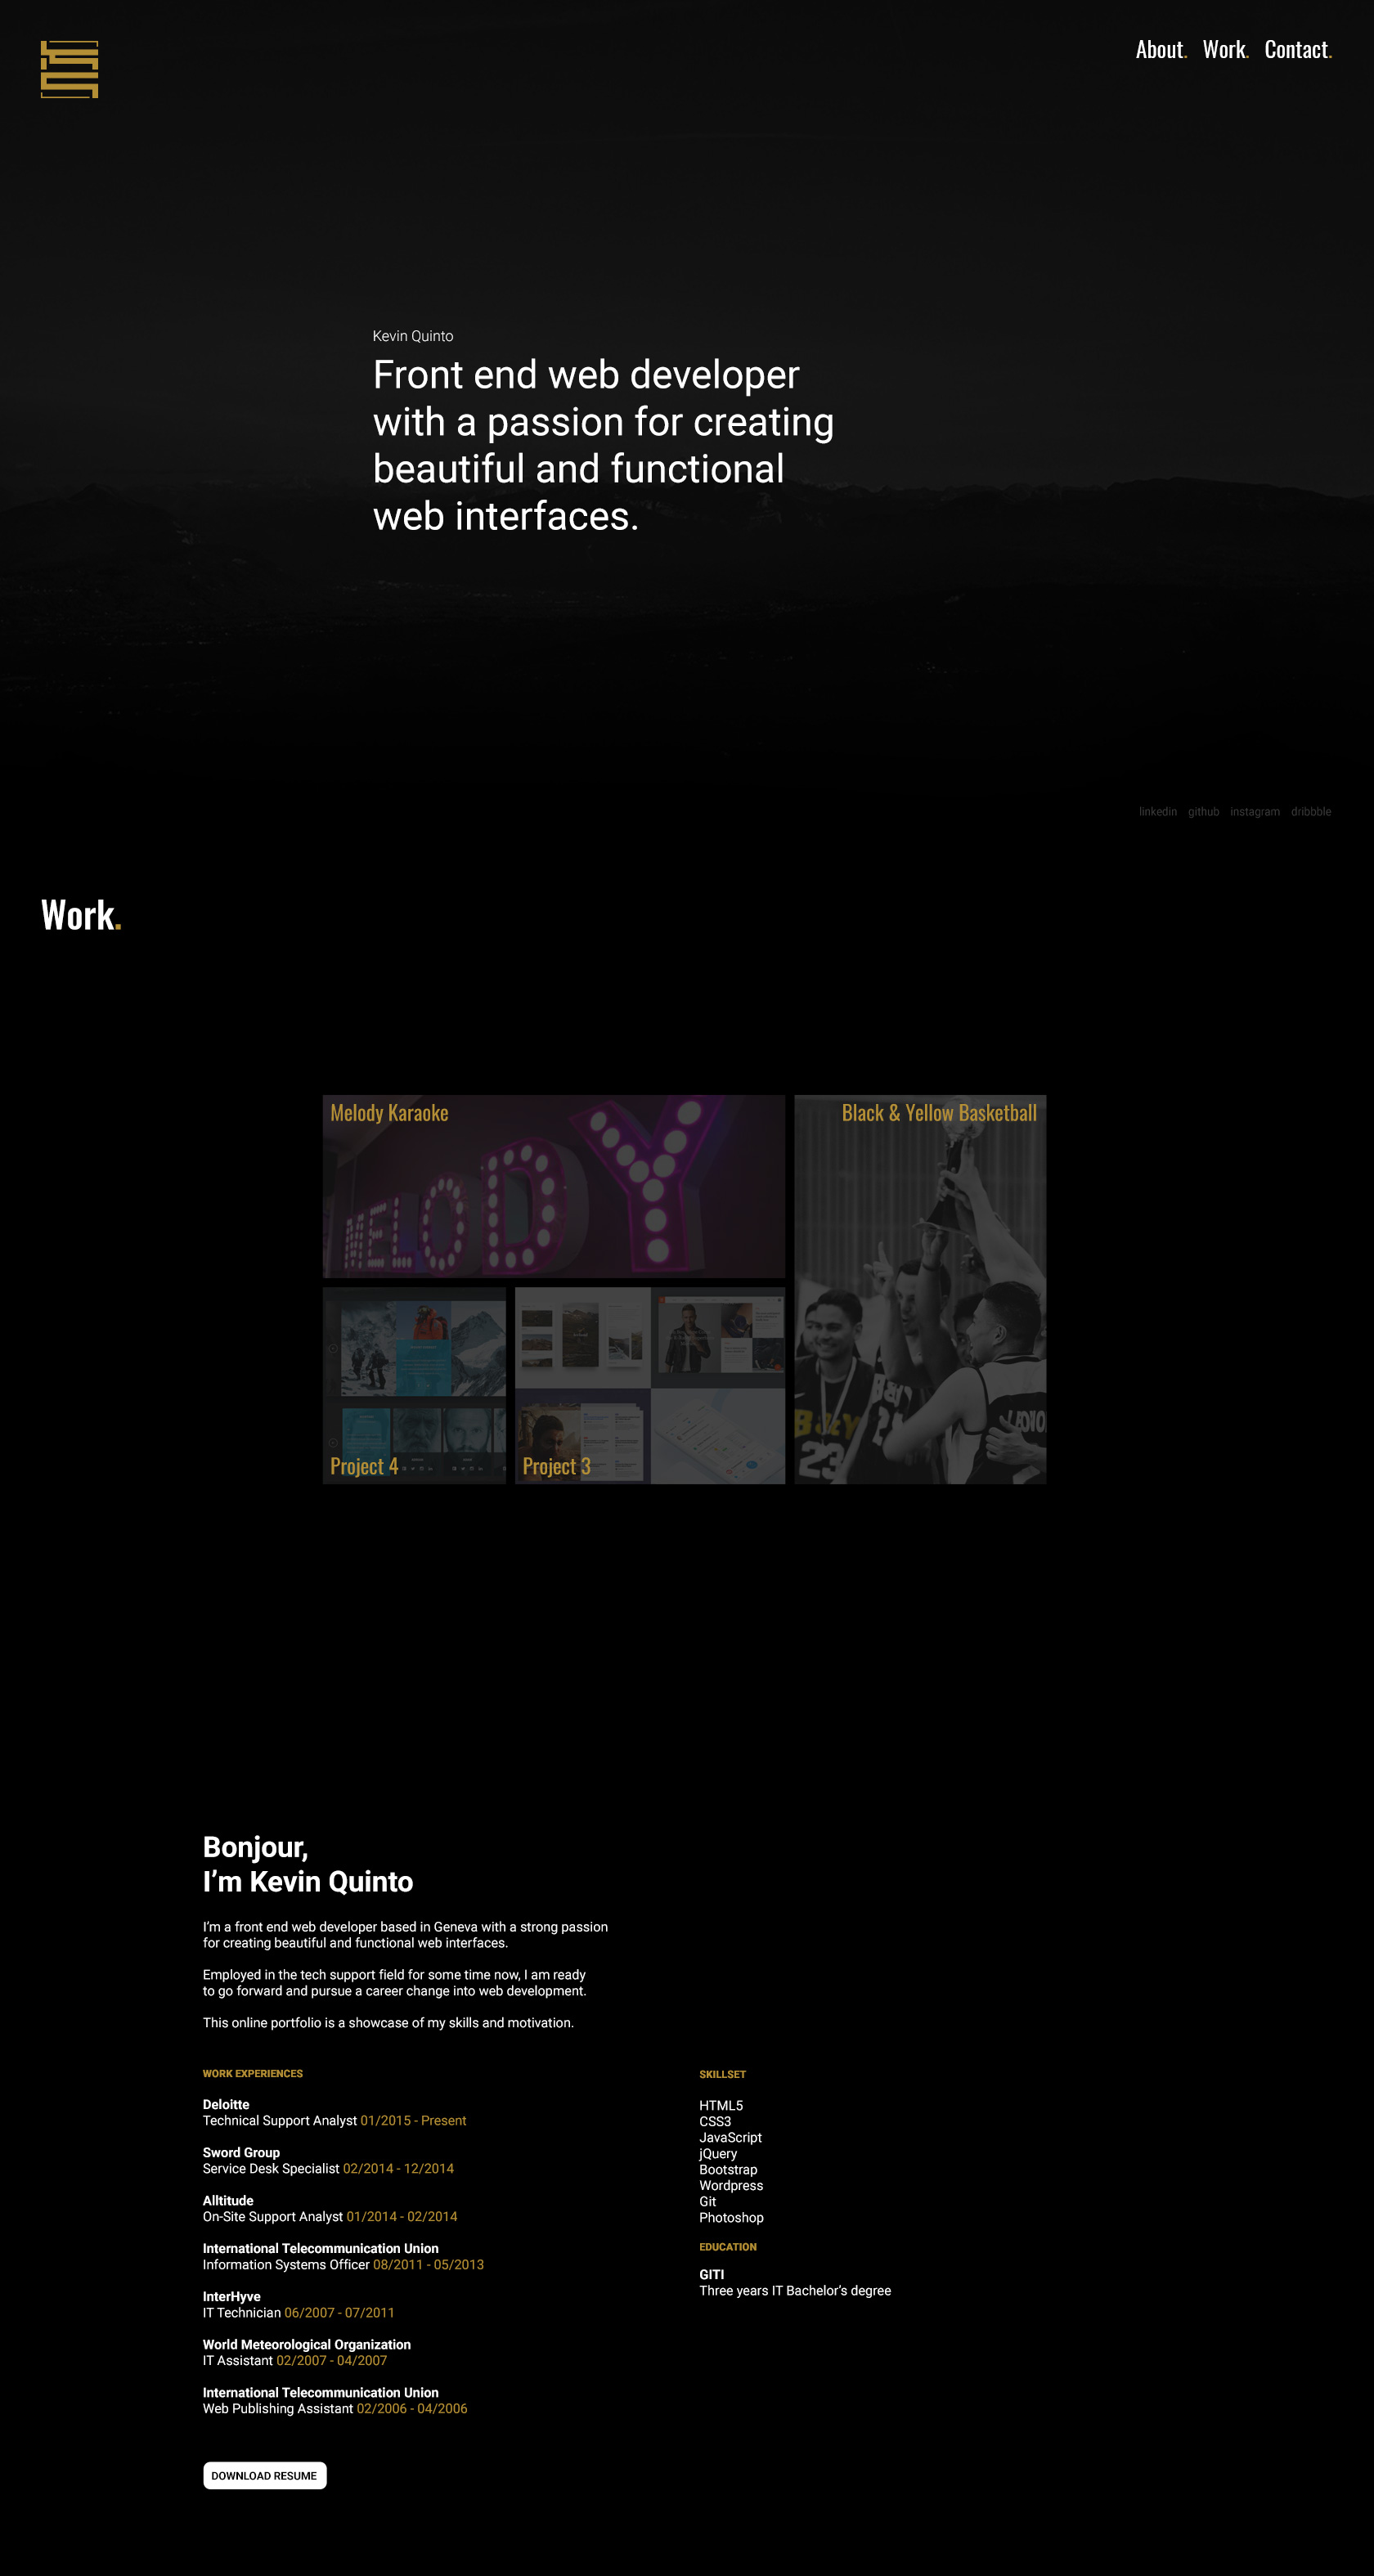 About. Work. Contact.
Kevin Quinto
Front end web developer
with a passion for creating
beautiful and functional
web interfaces.
linkedin github instagram dribbble
Work.
Melody Karaoke
MELODY
Black & Yellow Basketball
B&Y
23
Project 4
Project 3
Bonjour,
I’m Kevin Quinto
I’m a front end web developer based in Geneva with a strong passion
for creating beautiful and functional web interfaces.
Employed in the tech support field for some time now, I am ready
to go forward and pursue a career change into web development.
This online portfolio is a showcase of my skills and motivation.
WORK EXPERIENCES
Deloitte
Technical Support Analyst 01/2015 - Present
Sword Group
Service Desk Specialist 02/2014 - 12/2014
Alltitude
On-Site Support Analyst 01/2014 - 02/2014
International Telecommunication Union
Information Systems Officer 08/2011 - 05/2013
InterHyve
IT Technician 06/2007 - 07/2011
World Meteorological Organization
IT Assistant 02/2007 - 04/2007
International Telecommunication Union
Web Publishing Assistant 02/2006 - 04/2006
SKILLSET
HTML5
CSS3
JavaScript
jQuery
Bootstrap
Wordpress
Git
Photoshop
EDUCATION
GITI
Three years IT Bachelor’s degree
DOWNLOAD RESUME